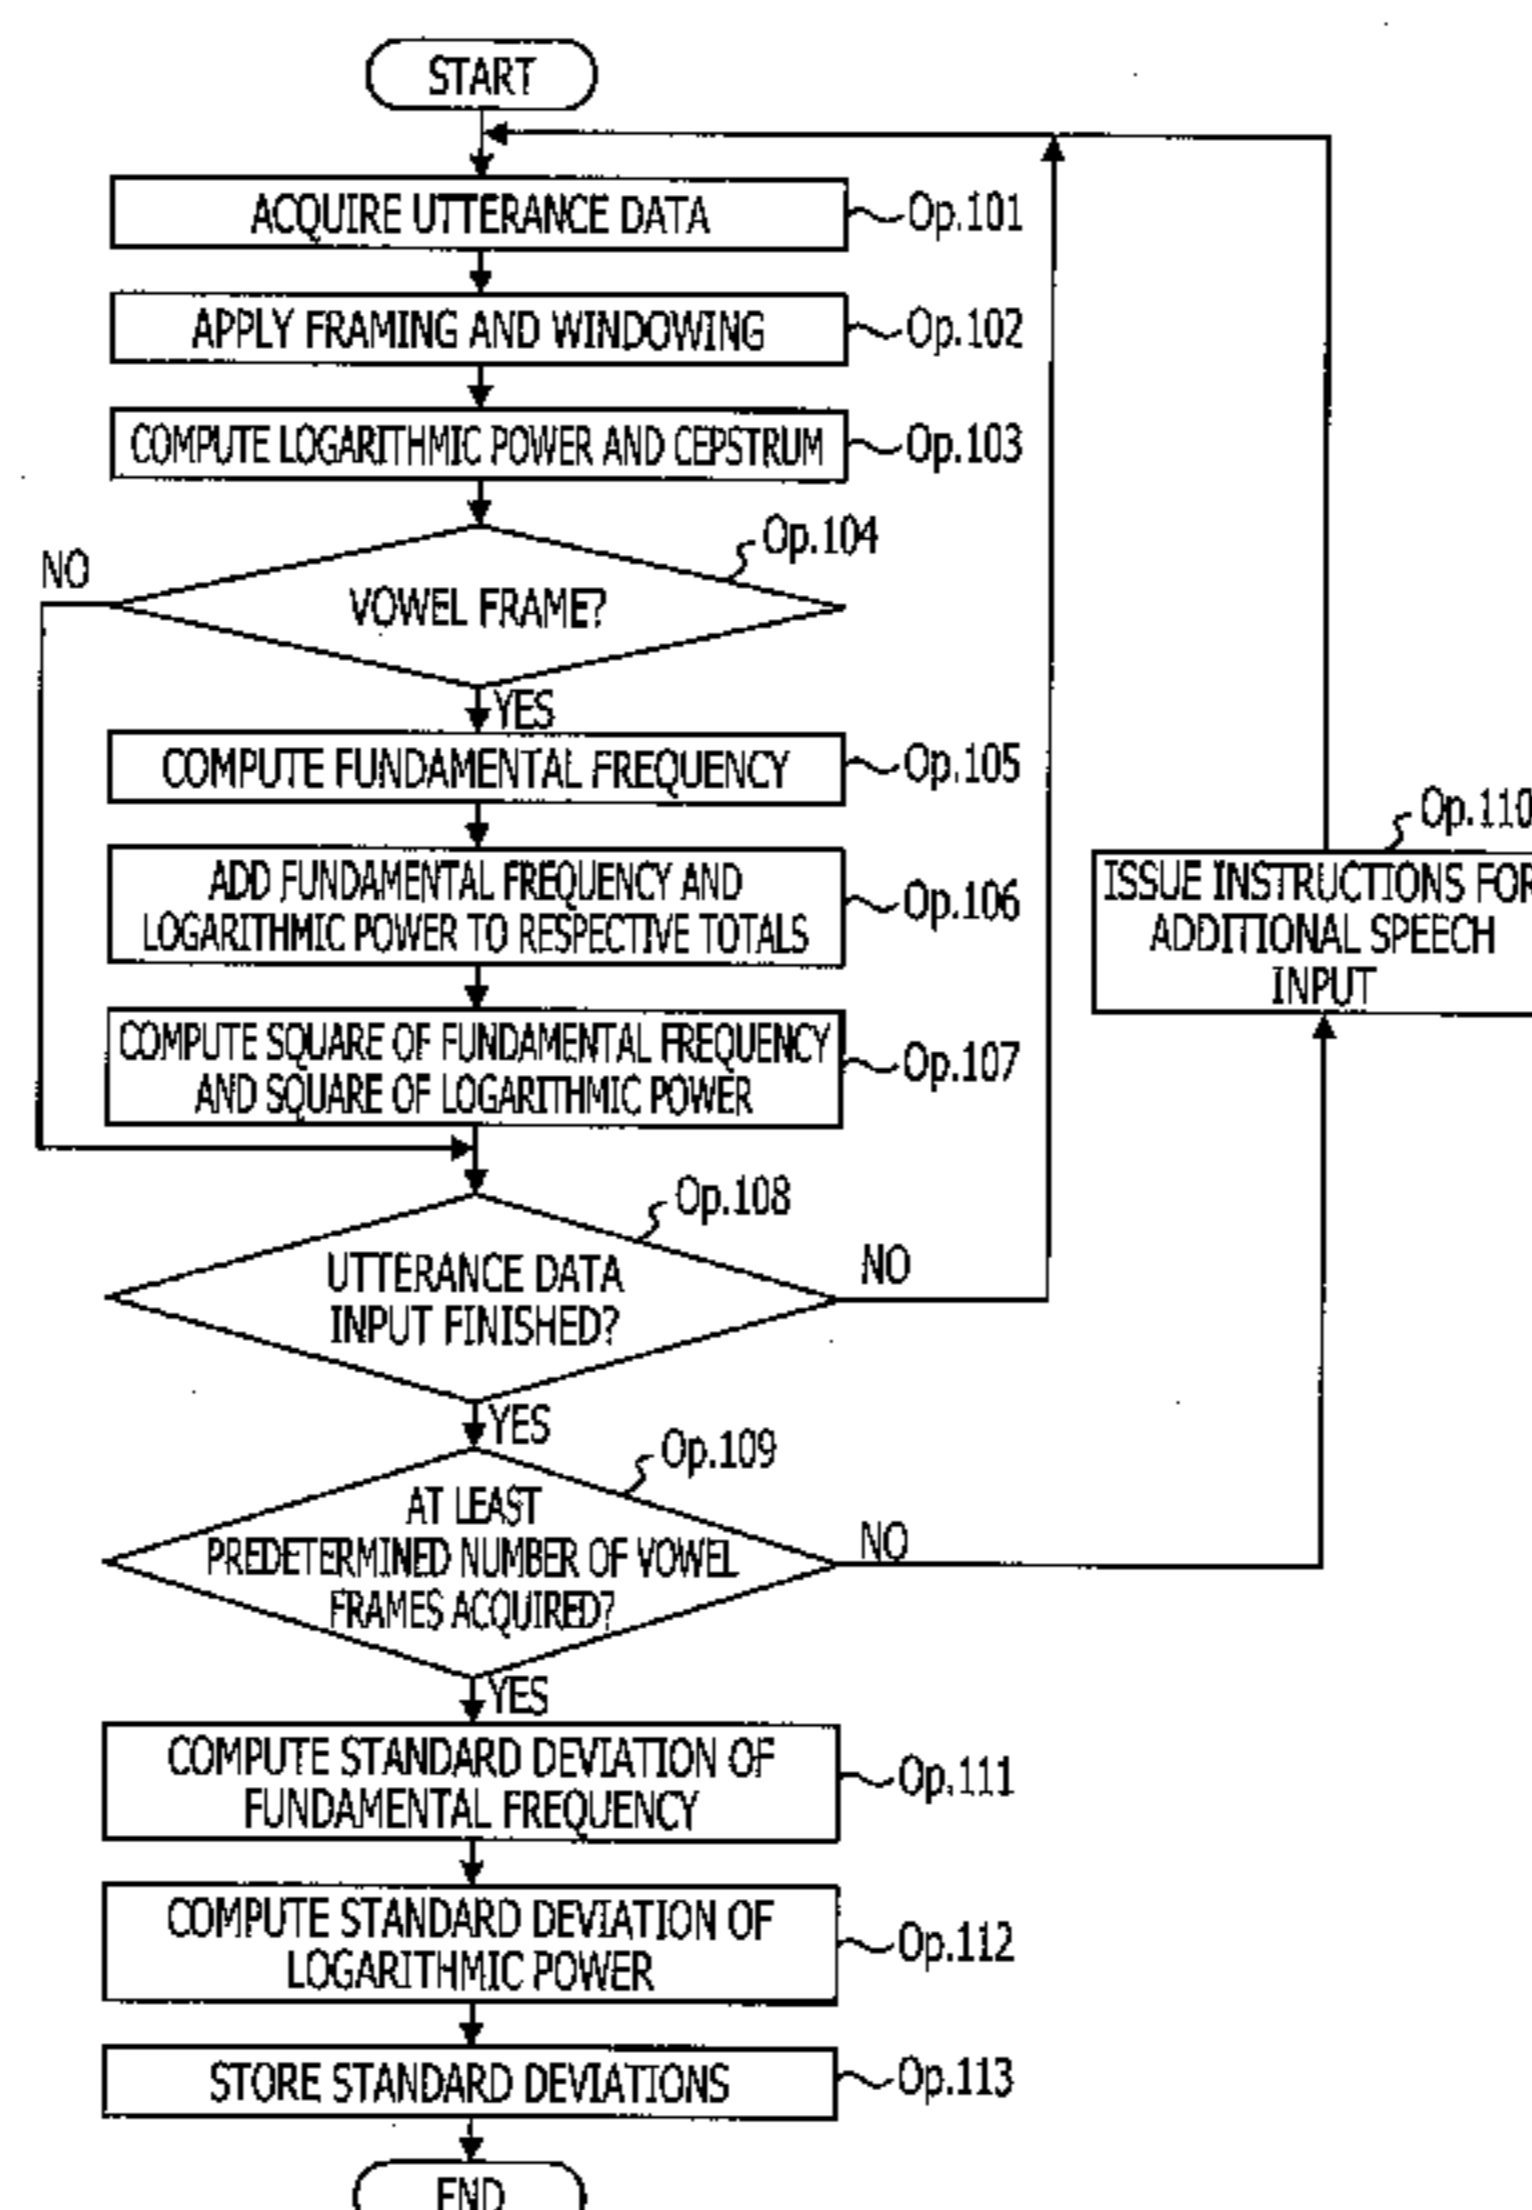 START
ACQUIRE UTTERANCE DATA
Op.101
APPLY FRAMING AND WINDOWING
Op.102
COMPUTE LOGARITHMIC POWER AND CEPSTRUM
Op.103
Op.104
NO
VOWEL FRAME?
YES
COMPUTE FUNDAMENTAL FREQUENCY
Op.105
ADD FUNDAMENTAL FREQUENCY AND
LOGARITHMIC POWER TO RESPECTIVE TOTALS
Op.106
Op.110
ISSUE INSTRUCTIONS FOR
ADDITIONAL SPEECH
INPUT
COMPUTE SQUARE OF FUNDAMENTAL FREQUENCY
AND SQUARE OF LOGARITHMIC POWER
Op.107
Op.108
UTTERANCE DATA
INPUT FINISHED?
NO
YES
Op.109
AT LEAST
PREDETERMINED NUMBER OF VOWEL
FRAMES ACQUIRED?
NO
YES
COMPUTE STANDARD DEVIATION OF
FUNDAMENTAL FREQUENCY
Op.111
COMPUTE STANDARD DEVIATION OF
LOGARITHMIC POWER
Op.112
STORE STANDARD DEVIATIONS
Op.113
END